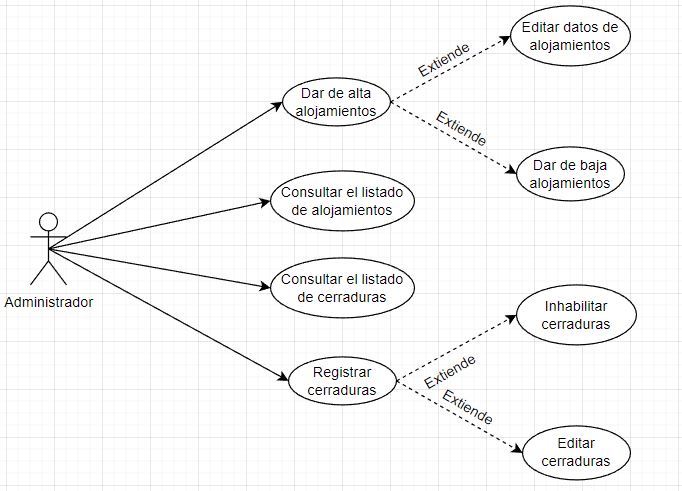 Editar datos de
alojamientos
Extiende
Dar de alta
alojamientos
Extiende
Dar de baja
alojamientos
Consultar el listado
de alojamientos
Administrador
Consultar el listado
de cerraduras
Inhabilitar
cerraduras
Extiende
Registrar
cerraduras
Extiende
Editar
cerraduras